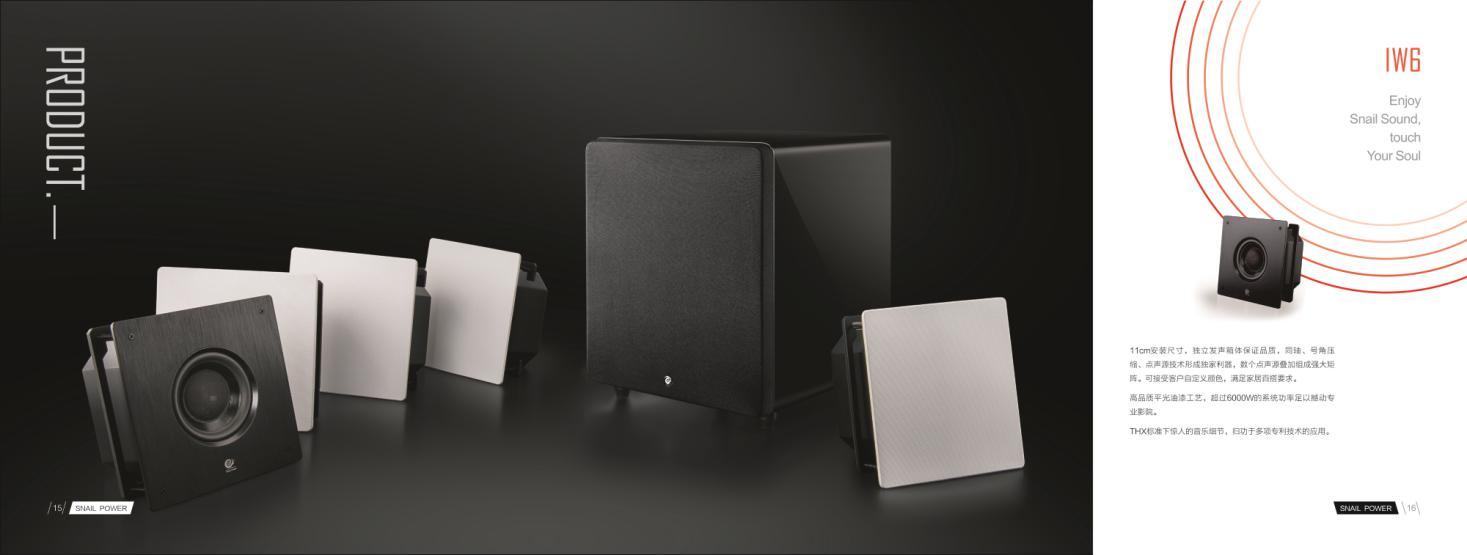 PRODUCT.
IW6
Enjoy
Snail Sound,
touch
Your Soul
11cm安装尺寸，独立发声箱体保证品质，同轴、号角压
缩、点声源技术形成独家利器，数个点声源叠加组成强大矩
阵。可接受客户自定义颜色，满足家居百搭要求。
高品质平光油漆工艺，超过6000W的系统功率足以撼动专
业影院。
THX标准下惊人的音乐细节，归功于多项专利技术的应用。
/15/ SNAIL POWER
SNAIL POWER \16\